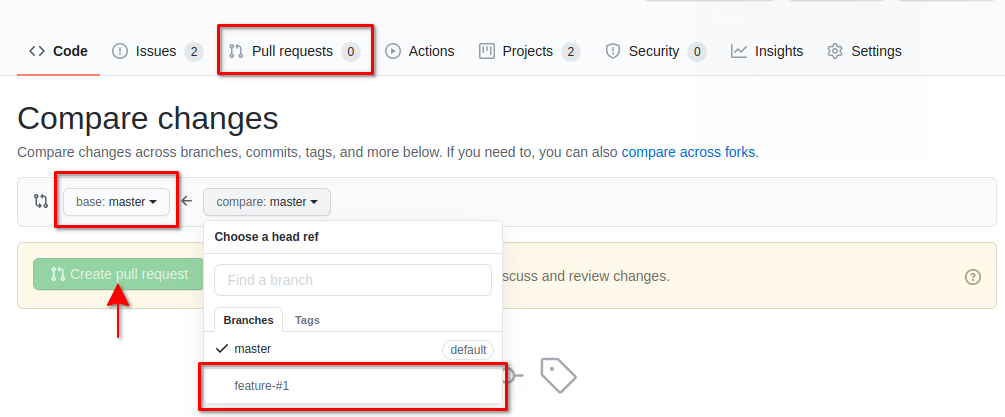 Code Issues 2 Pull requests 0 Actions Projects 2 Security 0 Insights Settings
Compare changes
Compare changes across branches, commits, tags, and more below. If you need to, you can also compare across forks.
base: master compare: master
Choose a head ref
Create pull request scuss and review changes.
Find a branch
Branches Tags
master default
feature-#1